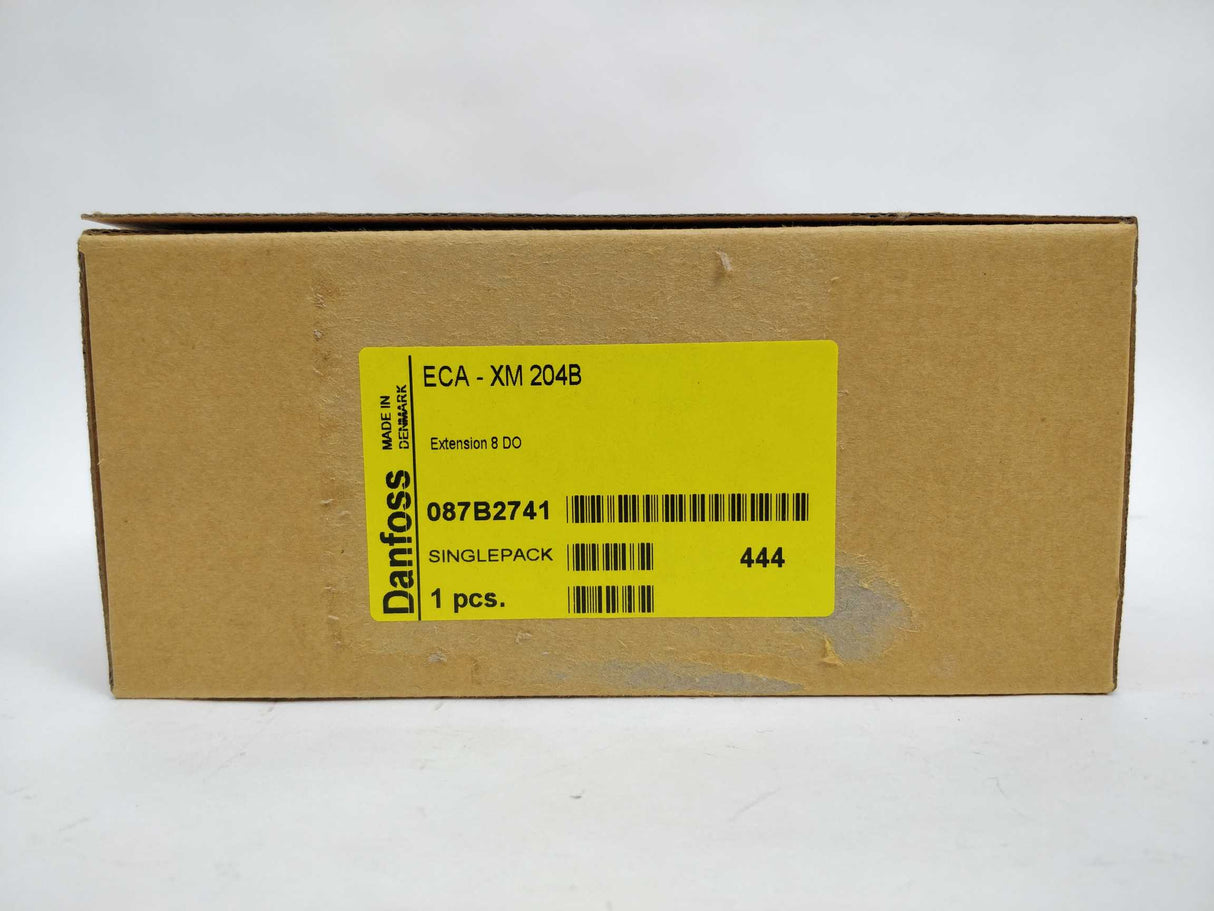 ECA - XM 204B
Extension 8 DO
087B2741
SINGLEPACK
444
1 pcs.
Danfoss
MADE IN
DENMARK